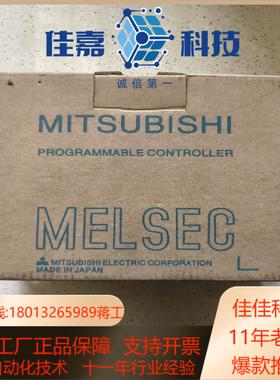 佳嘉科技
诚信第一
MITSUBISHI
PROGRAMMABLE CONTROLLER
MELSEC
MITSUBISHI ELECTRIC CORPORATION
MADE IN JAPAN
L
线:18013265989蒋工
工厂正品保障 支持开票
自动化技术 十一年行业经验
佳佳科
11年老
爆款推